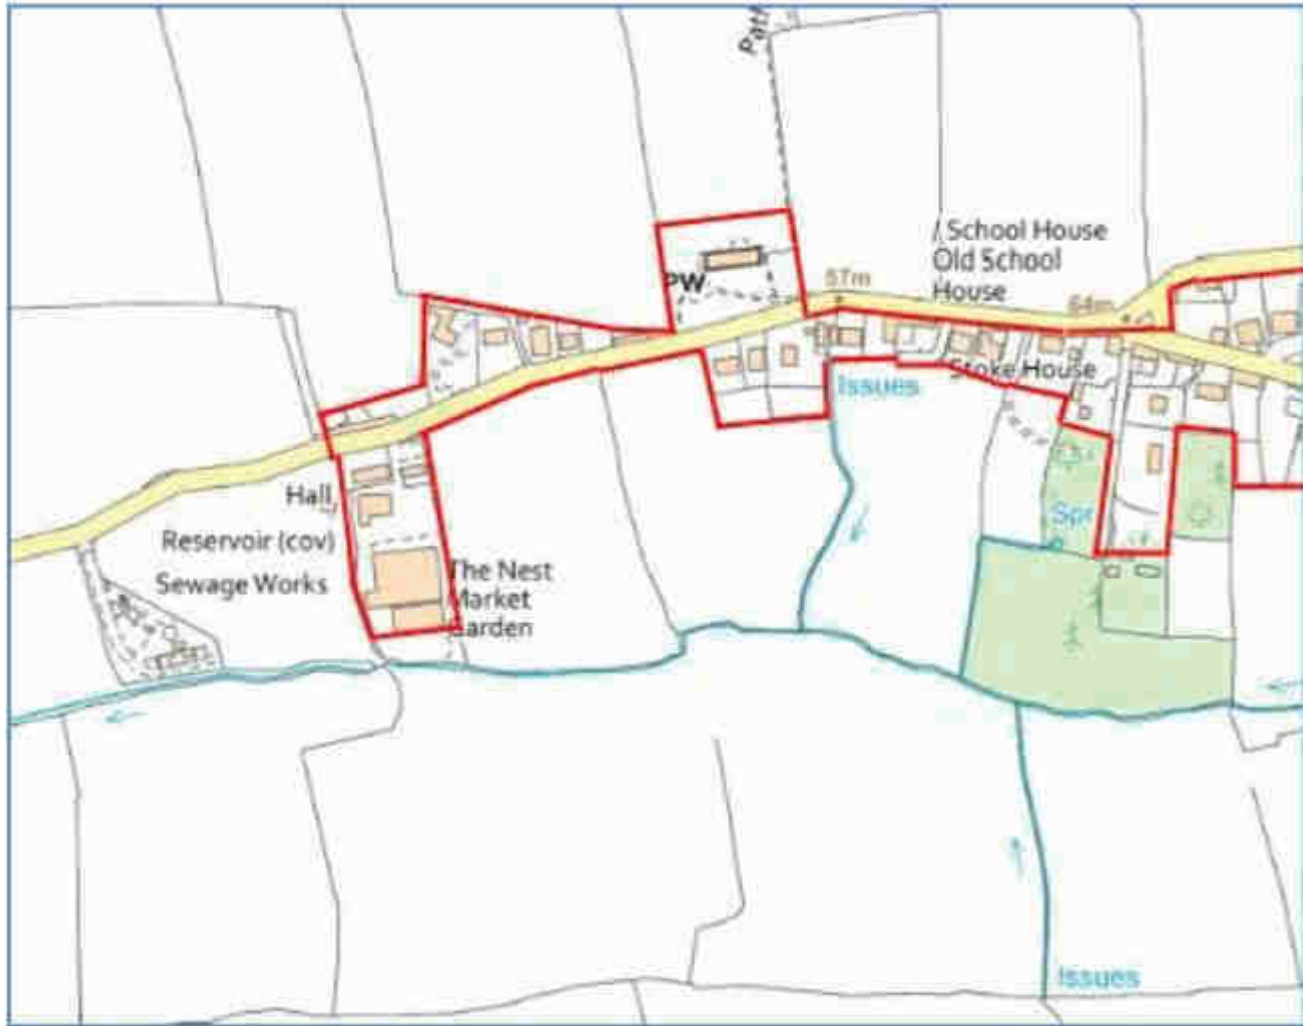 Path
/ School House
Old School
House
57m
64m
PW
Stoke House
Issues
Hall
Reservoir (cov)
Sewage Works
The Nest
Market
Garden
Spr
Issues